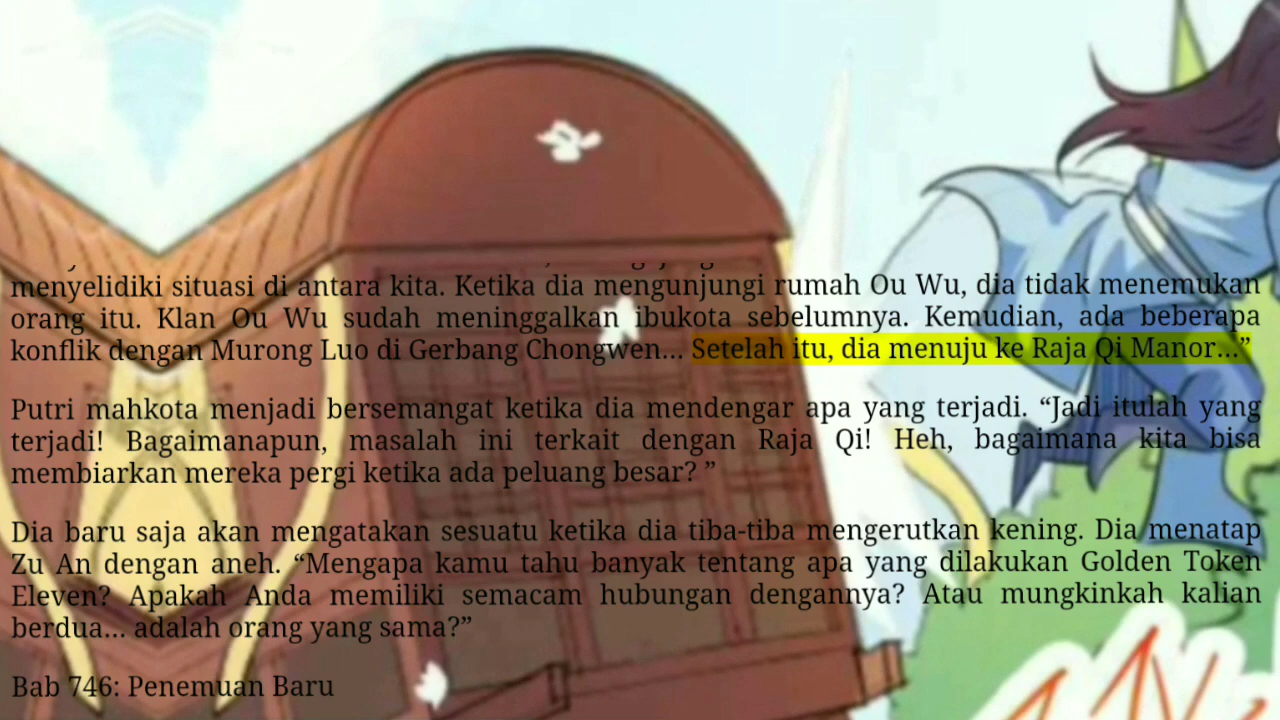 menyelidiki situasi di antara kita. Ketika dia mengunjungi rumah Ou Wu, dia tidak menemukan
orang itu. Klan Ou Wu sudah meninggalkan ibukota sebelumnya. Kemudian, ada beberapa
konflik dengan Murong Luo di Gerbang Chongwen... Setelah itu, dia menuju ke Raja Qi Manor...”
Putri mahkota menjadi bersemangat ketika dia mendengar apa yang terjadi. “Jadi itulah yang
terjadi! Bagaimanapun, masalah ini terkait dengan Raja Qi! Heh, bagaimana kita bisa
membiarkan mereka pergi ketika ada peluang besar? ”
Dia baru saja akan mengatakan sesuatu ketika dia tiba-tiba mengerutkan kening. Dia menatap
Zu An dengan aneh. “Mengapa kamu tahu banyak tentang apa yang dilakukan Golden Token
Eleven? Apakah Anda memiliki semacam hubungan dengannya? Atau mungkinkah kalian
berdua... adalah orang yang sama?”
Bab 746: Penemuan Baru